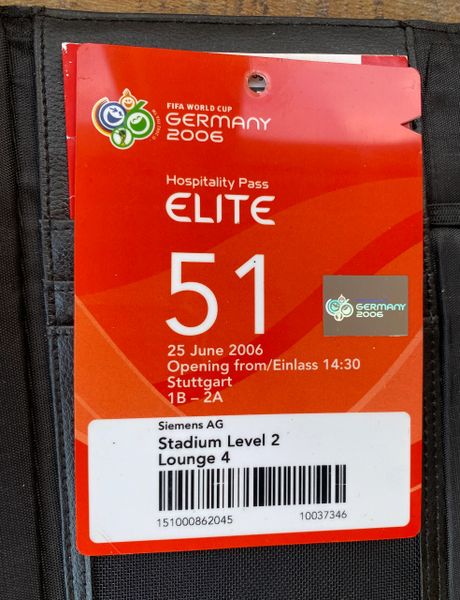 FIFA WORLD CUP
GERMANY
2006
Hospitality Pass
ELITE
51
GERMANY
2006
25 June 2006
Opening from/Einlass 14:30
Stuttgart
1B – 2A
Siemens AG
Stadium Level 2
Lounge 4
151000862045 10037346